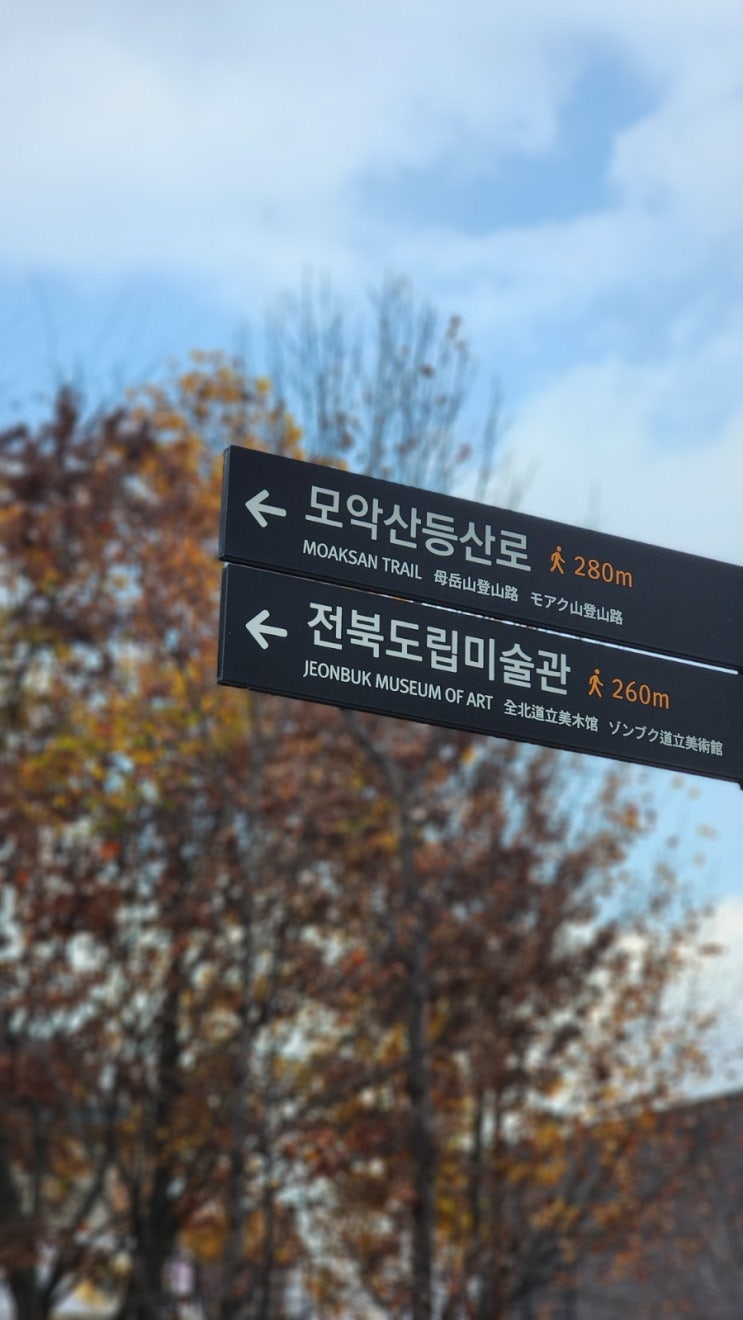 ← 모악산등산로 280m
MOAKSAN TRAIL 母岳山登山路 モアク山登山路
← 전북도립미술관 260m
JEONBUK MUSEUM OF ART 全北道立美术馆 ゾンブク道立美術館